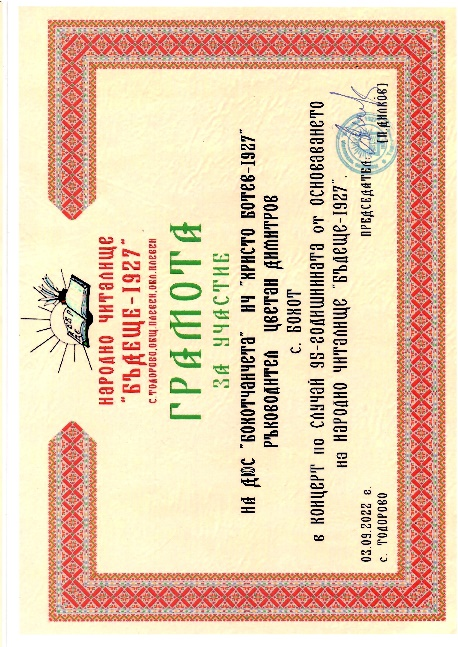 НАРОДНО ЧИТАЛИЩЕ
"БЪДЕЩЕ-1927"
С.ТОДОРОВО,ОБЩ.ПЛЕВЕН,ОБЛ.ПЛЕВЕН
ГРАМОТА
ЗА УЧАСТИЕ
НА ДЮС "БОКОТЧАНЧЕТА" НЧ "ХРИСТО БОТЕВ-1927"
РЪКОВОДИТЕЛ ЦВЕТАН ДИМИТРОВ
С. БОХОТ
В КОНЦЕРТ ПО СЛУЧАЙ 95-ГОДИШНИНАТА ОТ ОСНОВАВАНЕТО
НА НАРОДНО ЧИТАЛИЩЕ "БЪДЕЩЕ-1927".
03.09.2022 г.
с. ТОДОРОВО
ПРЕДСЕДАТЕЛ:
(П.ДИЛКОВ)